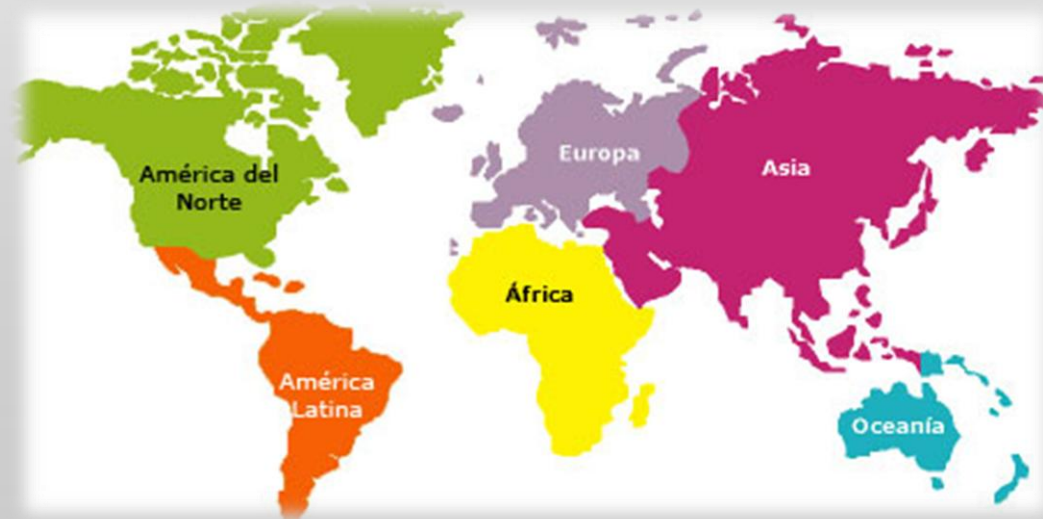 América del
Norte
Europa
Asia
África
América
Latina
Oceanía